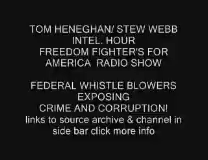 TOM HENEGHAN/ STEW WEBB
INTEL. HOUR
FREEDOM FIGHTER'S FOR
AMERICA RADIO SHOW
FEDERAL WHISTLE BLOWERS
EXPOSING
CRIME AND CORRUPTION!
links to source archive & channel in
side bar click more info